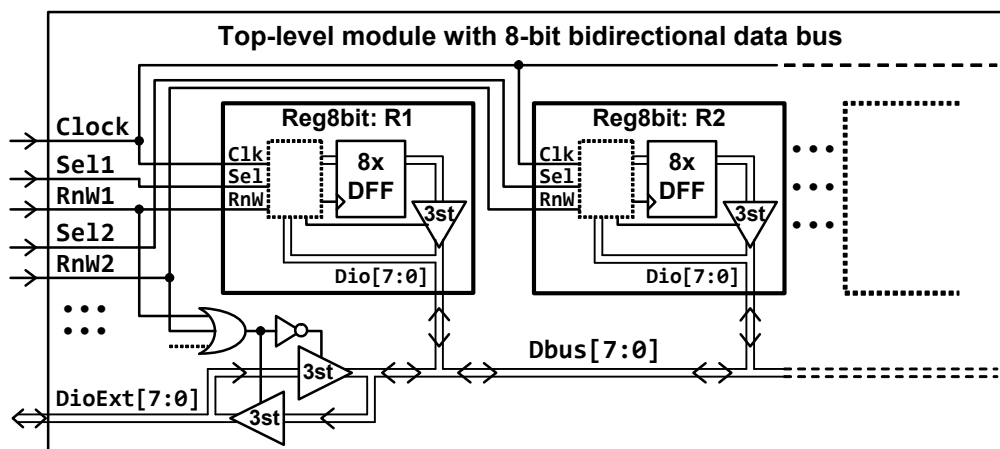 Top-level module with 8-bit bidirectional data bus
Clock
Sel1
RnW1
Sel2
RnW2
Reg8bit: R1
Clk
Sel
RnW
8x
DFF
3st
Dio[7:0]
Reg8bit: R2
Clk
Sel
RnW
8x
DFF
3st
Dio[7:0]
3st
Dbus[7:0]
DioExt[7:0]
3st